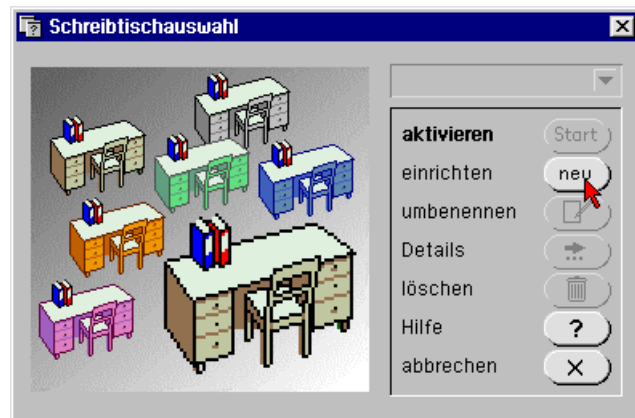 Schreibtischauswahl
aktivieren Start
einrichten neu
umbenennen
Details
löschen
Hilfe ?
abbrechen